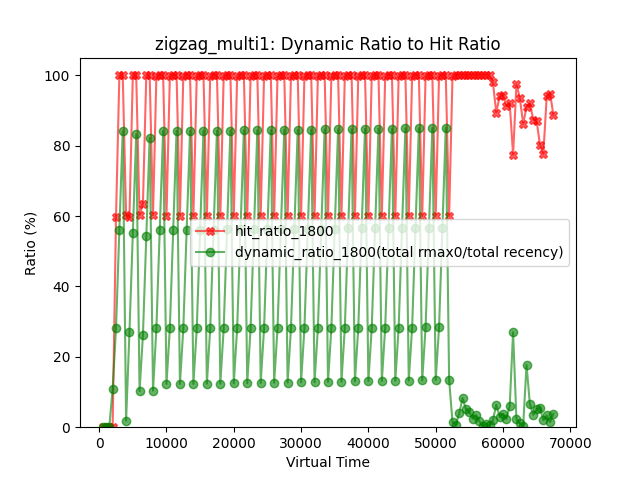 zigzag_multi1: Dynamic Ratio to Hit Ratio
100
80
60
40
20
0
Ratio (%)
hit_ratio_1800
dynamic_ratio_1800(total rmax0/total recency)
0 10000 20000 30000 40000 50000 60000 70000
Virtual Time